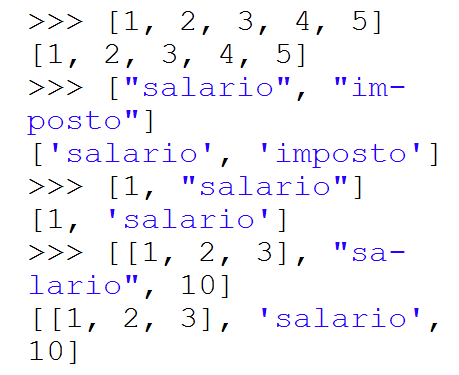 >>> [1, 2, 3, 4, 5]
[1, 2, 3, 4, 5]
>>> ["salario", "im-
posto"]
['salario', 'imposto']
>>> [1, "salario"]
[1, 'salario']
>>> [[1, 2, 3], "sa-
lario", 10]
[[1, 2, 3], 'salario',
10]